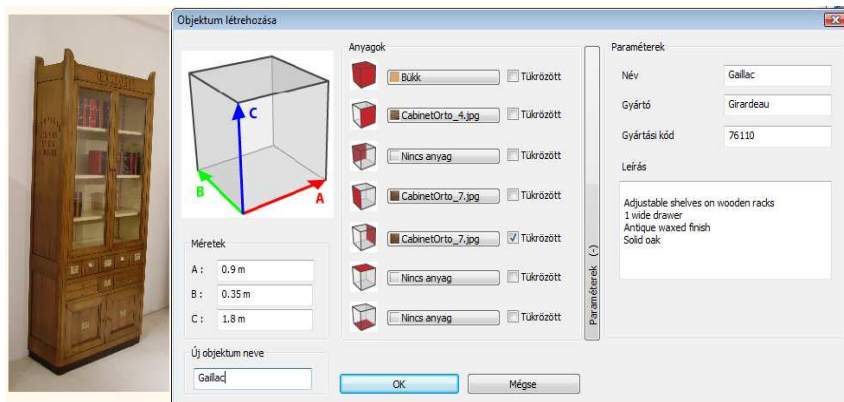 Objektum létrehozása
C
B
A
Méretek
A : 0.9 m
B : 0.35 m
C : 1.8 m
Új objektum neve
Gaillac
Anyagok
Bükk Tükrözött
CabinetOrto_4.jpg Tükrözött
Nincs anyag Tükrözött
CabinetOrto_7.jpg Tükrözött
CabinetOrto_7.jpg Tükrözött
Nincs anyag Tükrözött
Nincs anyag Tükrözött
OK Mégse
Paraméterek (-)
Paraméterek
Név Gaillac
Gyártó Girardeau
Gyártási kód 76110
Leírás
Adjustable shelves on wooden racks
1 wide drawer
Antique waxed finish
Solid oak